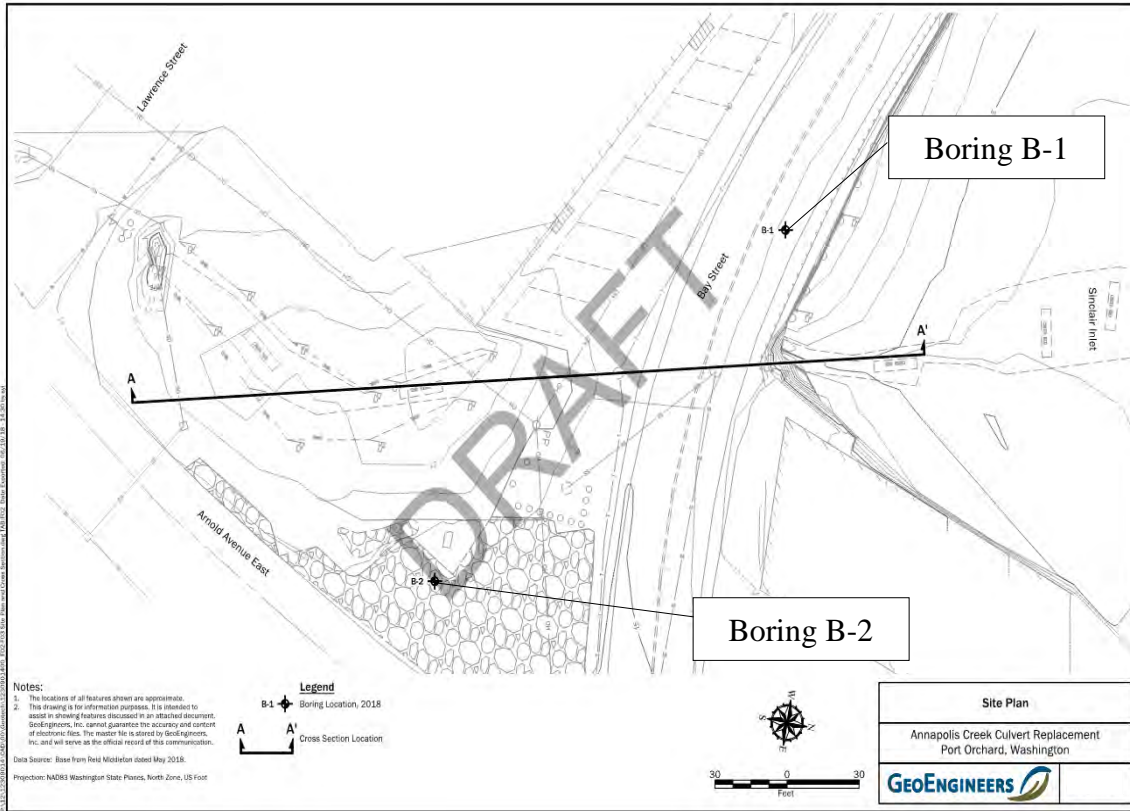 Lawrence Street
Boring B-1
B-1
Bay Street
Sinclair Inlet
A
A'
DRAFT
Arnold Avenue East
B-2
Boring B-2
Notes:
1. The locations of all features shown are approximate.
2. This drawing is for information purposes. It is intended to
assist in showing features discussed in an attached document.
GeoEngineers, Inc. cannot guarantee the accuracy and content
of electronic files. The master file is stored by GeoEngineers,
Inc. and will serve as the official record of this communication.
Data Source: Base from Reid Middleton dated May 2018.
Projection: NAD83 Washington State Planes, North Zone, US Foot
Legend
B-1 Boring Location, 2018
A A' Cross Section Location
W
S N
E
30 0 30
Feet
Site Plan
Annapolis Creek Culvert Replacement
Port Orchard, Washington
GEOENGINEERS